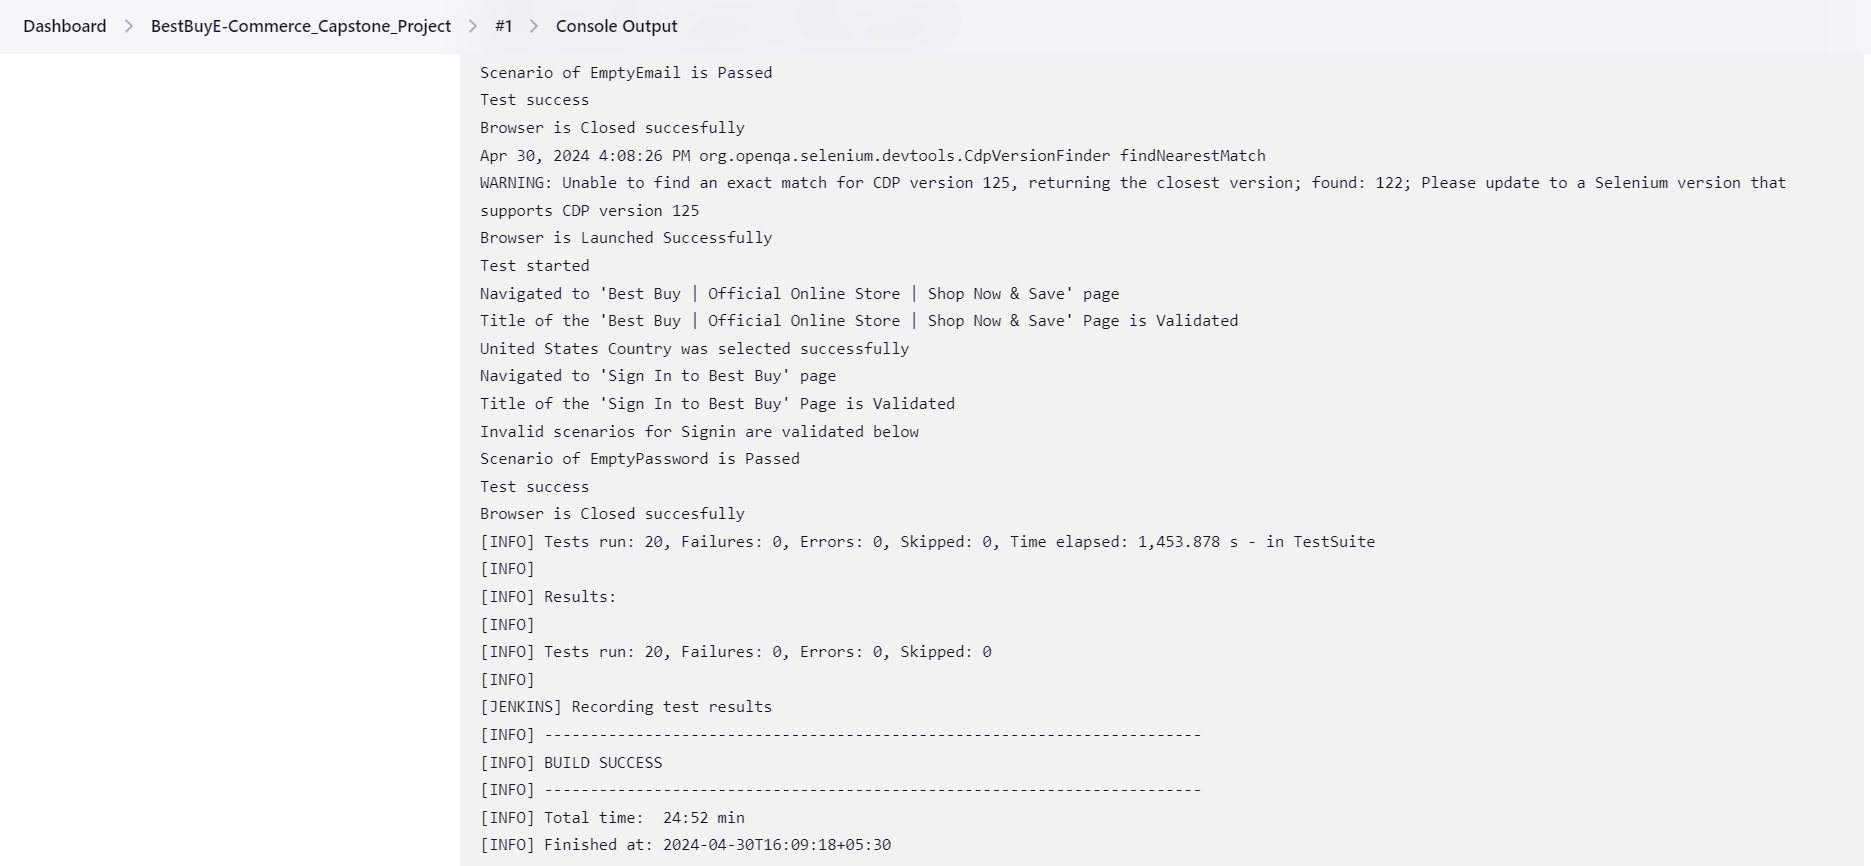 Dashboard > BestBuyE-Commerce_Capstone_Project > #1 > Console Output
Scenario of EmptyEmail is Passed
Test success
Browser is Closed succesfully
Apr 30, 2024 4:08:26 PM org.openqa.selenium.devtools.CdpVersionFinder findNearestMatch
WARNING: Unable to find an exact match for CDP version 125, returning the closest version; found: 122; Please update to a Selenium version that
supports CDP version 125
Browser is Launched Successfully
Test started
Navigated to 'Best Buy | Official Online Store | Shop Now & Save' page
Title of the 'Best Buy | Official Online Store | Shop Now & Save' Page is Validated
United States Country was selected successfully
Navigated to 'Sign In to Best Buy' page
Title of the 'Sign In to Best Buy' Page is Validated
Invalid scenarios for Signin are validated below
Scenario of EmptyPassword is Passed
Test success
Browser is Closed succesfully
[INFO] Tests run: 20, Failures: 0, Errors: 0, Skipped: 0, Time elapsed: 1,453.878 s - in TestSuite
[INFO]
[INFO] Results:
[INFO]
[INFO] Tests run: 20, Failures: 0, Errors: 0, Skipped: 0
[INFO]
[JENKINS] Recording test results
[INFO] ------------------------------------------------------------------------
[INFO] BUILD SUCCESS
[INFO] ------------------------------------------------------------------------
[INFO] Total time:  24:52 min
[INFO] Finished at: 2024-04-30T16:09:18+05:30